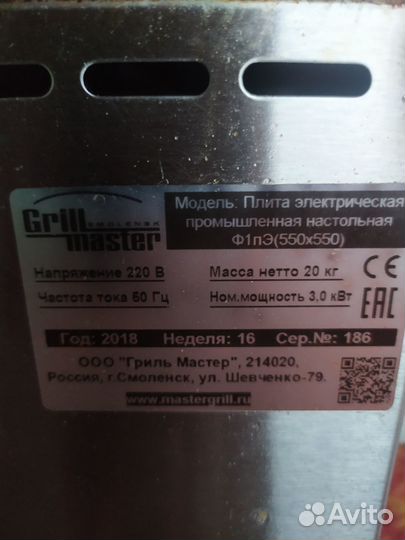 Grill
SMOLENSK
master
Модель: Плита электрическая
промышленная настольная
Ф1пЭ(550х550)
Напряжение 220 В
Масса нетто 20 кг
Частота тока 50 Гц
Ном.мощность 3,0 кВт
CE
EAC
Год: 2018 Неделя: 16 Сер.№: 186
ООО "Гриль Мастер", 214020,
Россия, г.Смоленск, ул. Шевченко-79.
www.mastergrill.ru
Avito